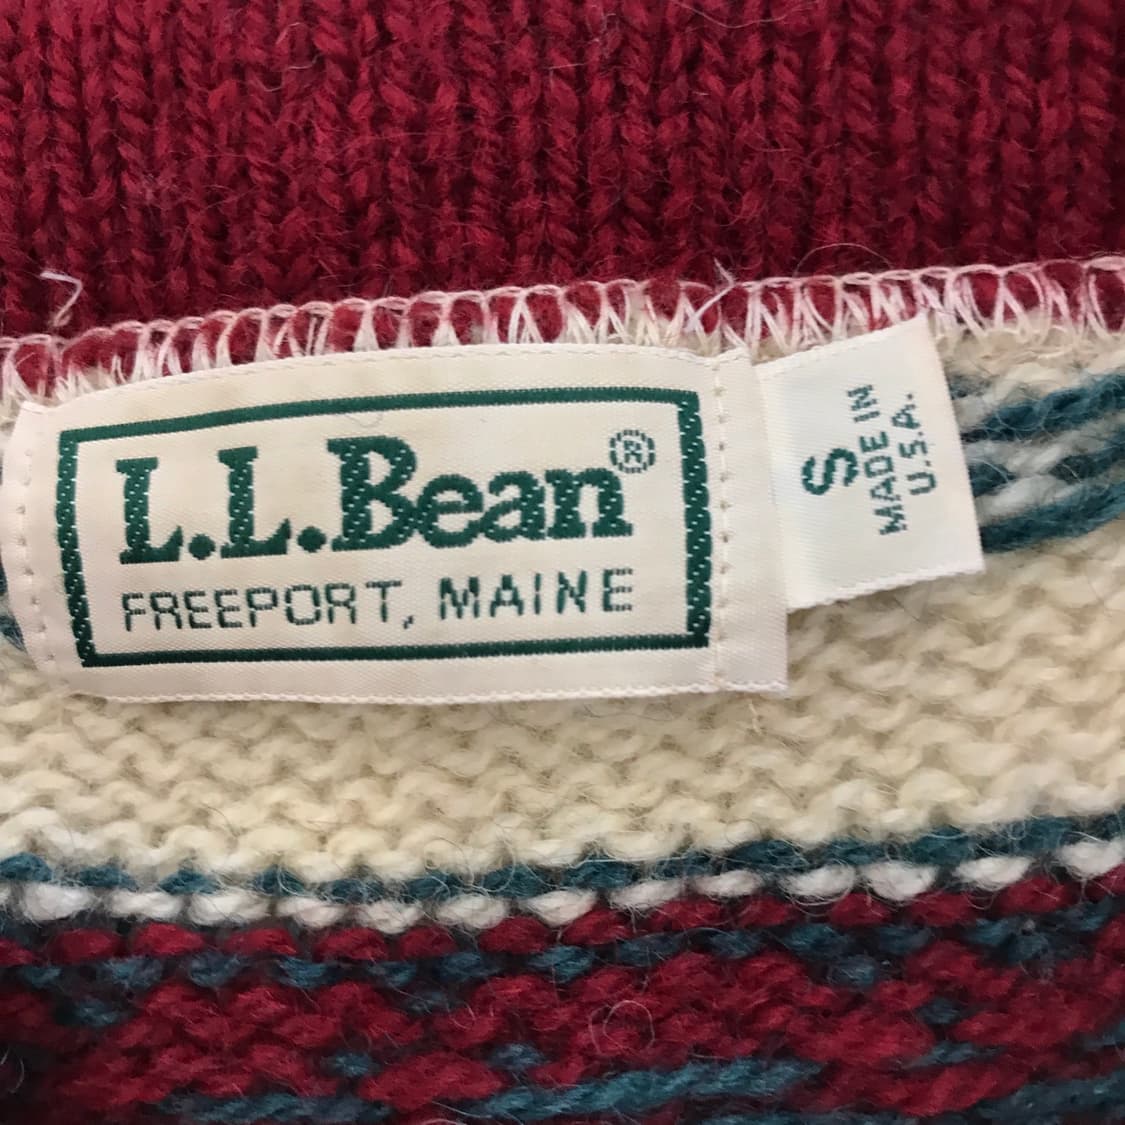 L.L.Bean®
FREEPORT, MAINE
S
MADE IN
U.S.A.